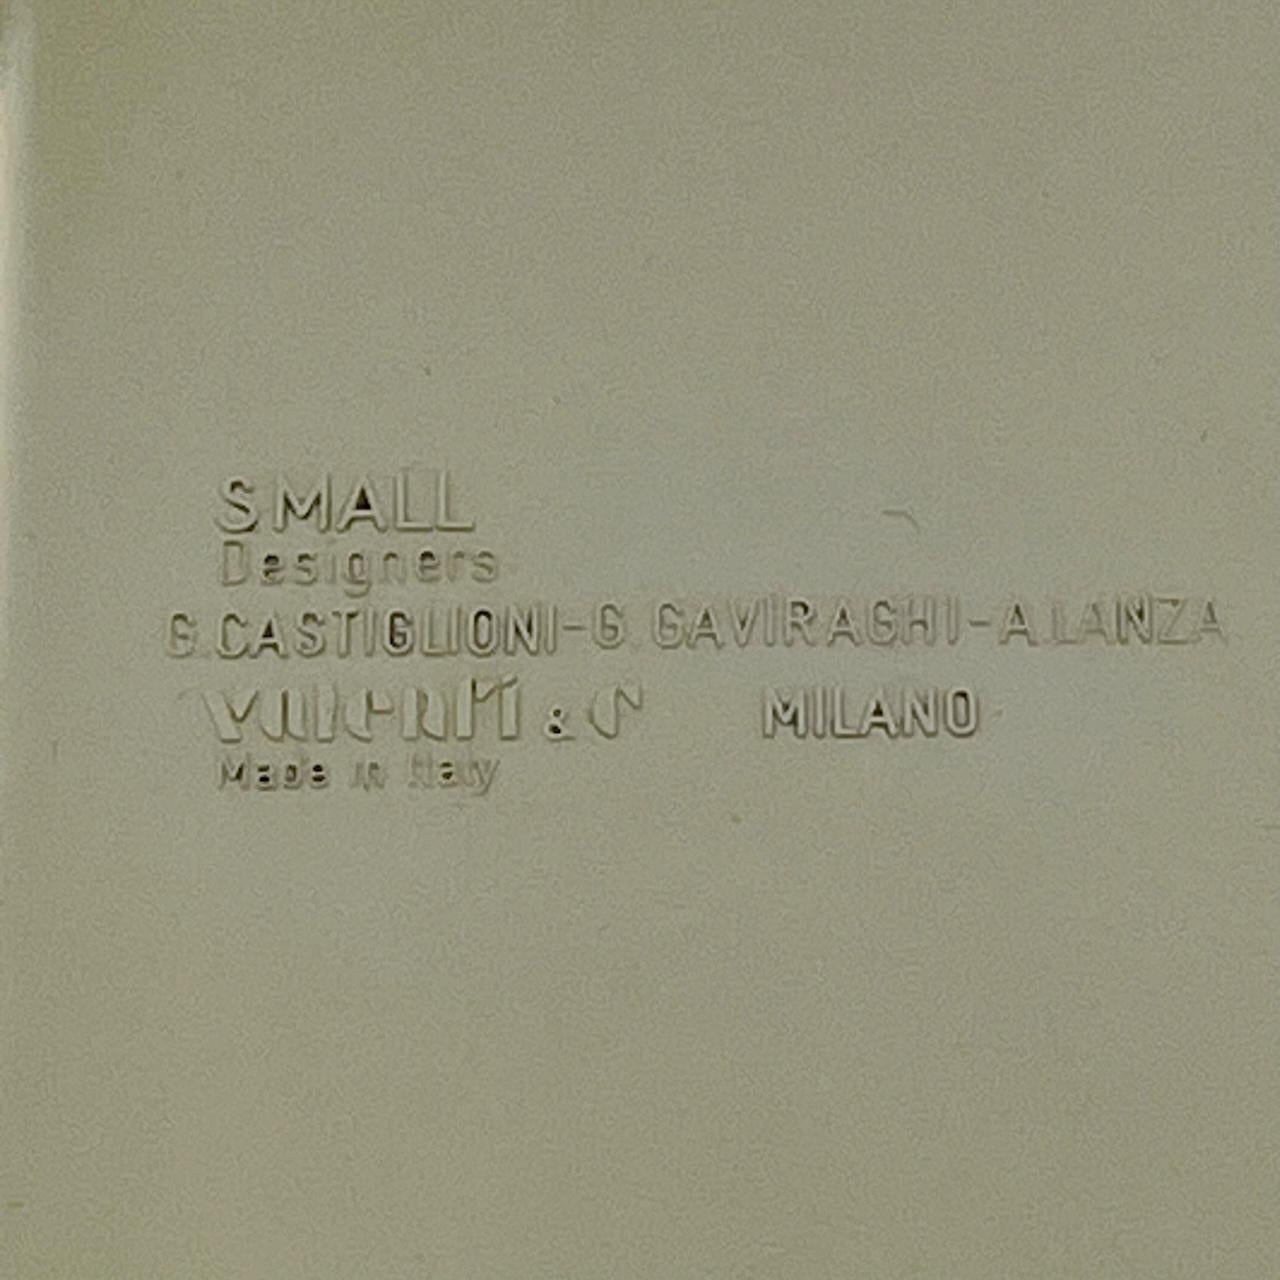 SMALL
Designers
G.CASTIGLIONI-G.GAVIRAGHI-A.LANZA
& C MILANO
Made in Italy